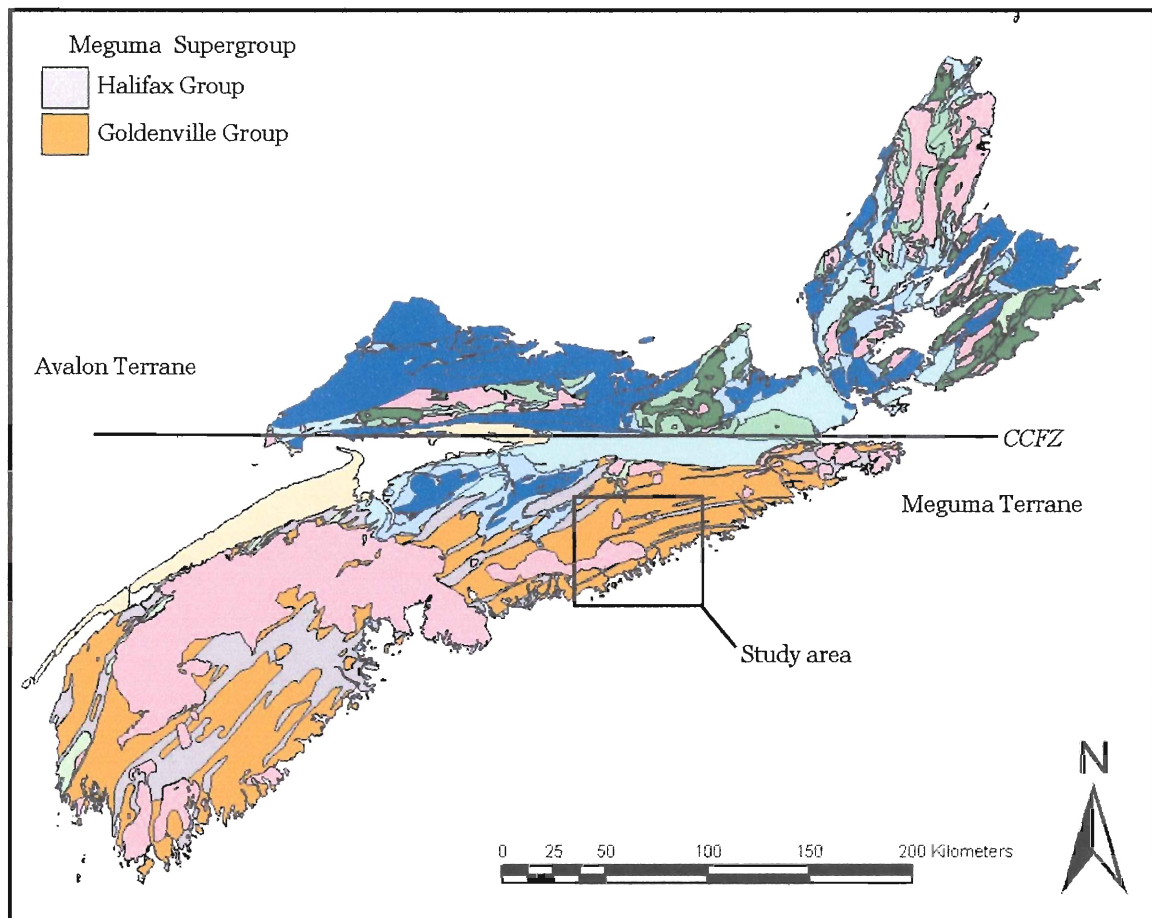 Meguma Supergroup
Halifax Group
Goldenville Group
Avalon Terrane
CCFZ
Meguma Terrane
Study area
N
0 25 50 100 150 200 Kilometers